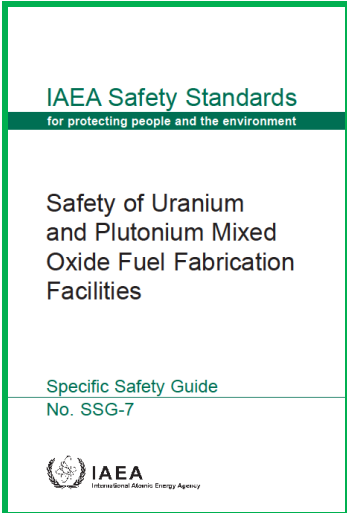 IAEA Safety Standards
for protecting people and the environment
Safety of Uranium
and Plutonium Mixed
Oxide Fuel Fabrication
Facilities
Specific Safety Guide
No. SSG-7
IAEA
International Atomic Energy Agency